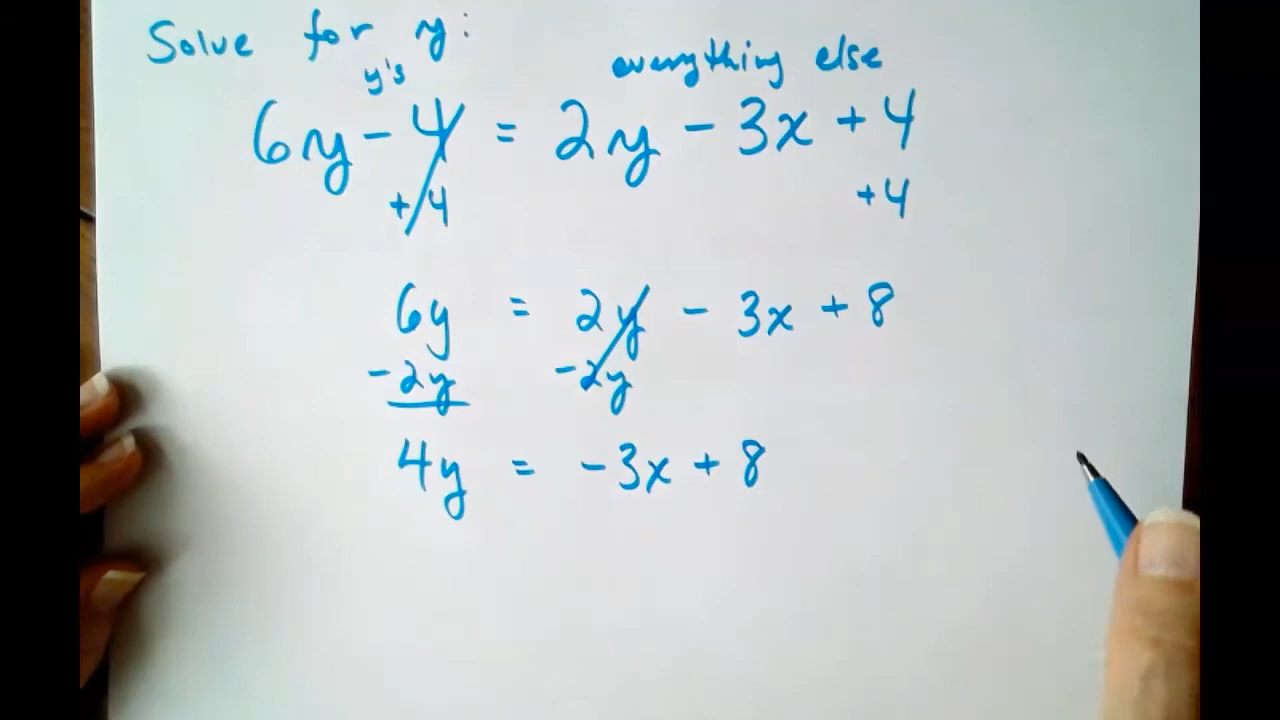 Solve for y:
y's everything else
6y - 4 = 2y - 3x + 4
+4 +4
6y = 2y - 3x + 8
-2y -2y
4y = -3x + 8